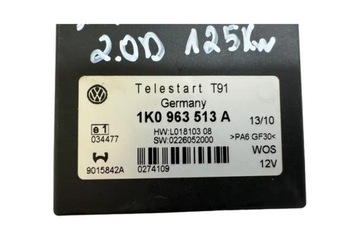 2.0D 125Kw
Telestart T91
Germany
1K0 963 513 A 13/10
HW:L018103 08 >PA6 GF30<
SW:0226052000
e1
034477
WOS
9015842A 0274109 12V